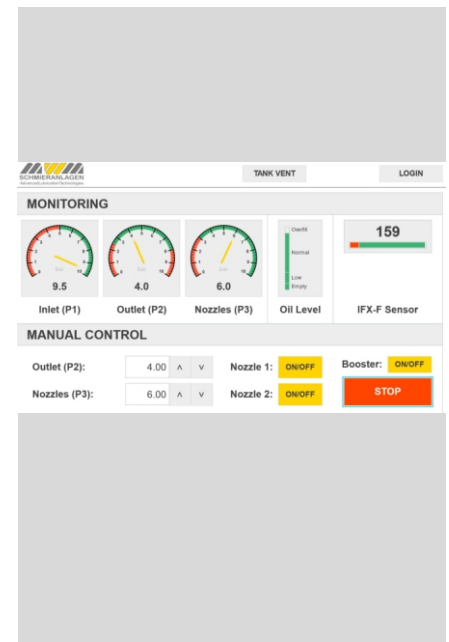 SCHMIERANLAGEN
TANK VENT
LOGIN
MONITORING
9.5
4.0
6.0
Overfill
Normal
Low
Empty
159
Inlet (P1)
Outlet (P2)
Nozzles (P3)
Oil Level
IFX-F Sensor
MANUAL CONTROL
Outlet (P2): 4.00 Nozzle 1: ON/OFF Booster: ON/OFF
Nozzles (P3): 6.00 Nozzle 2: ON/OFF STOP